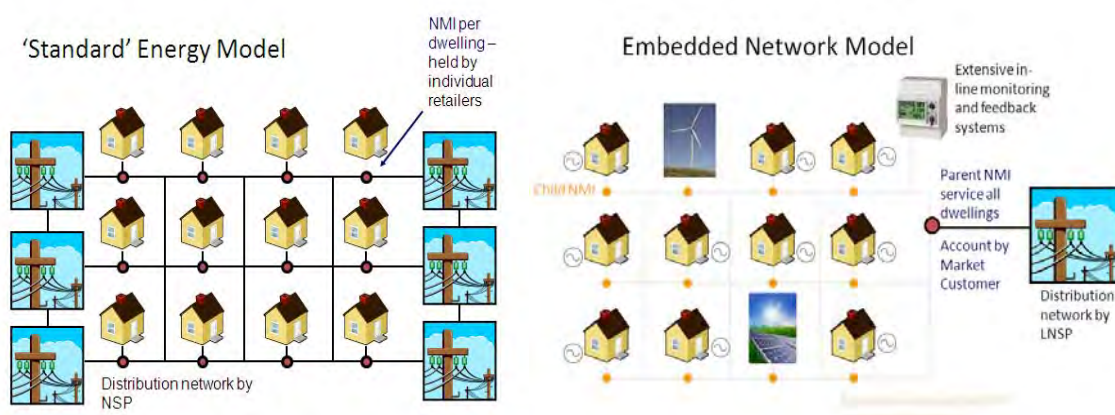 'Standard' Energy Model
NMI per
dwelling –
held by
individual
retailers
Distribution network by
NSP
Embedded Network Model
Extensive in-
line monitoring
and feedback
systems
Child NMI
Parent NMI
service all
dwellings
Account by
Market
Customer
Distribution
network by
LNSP